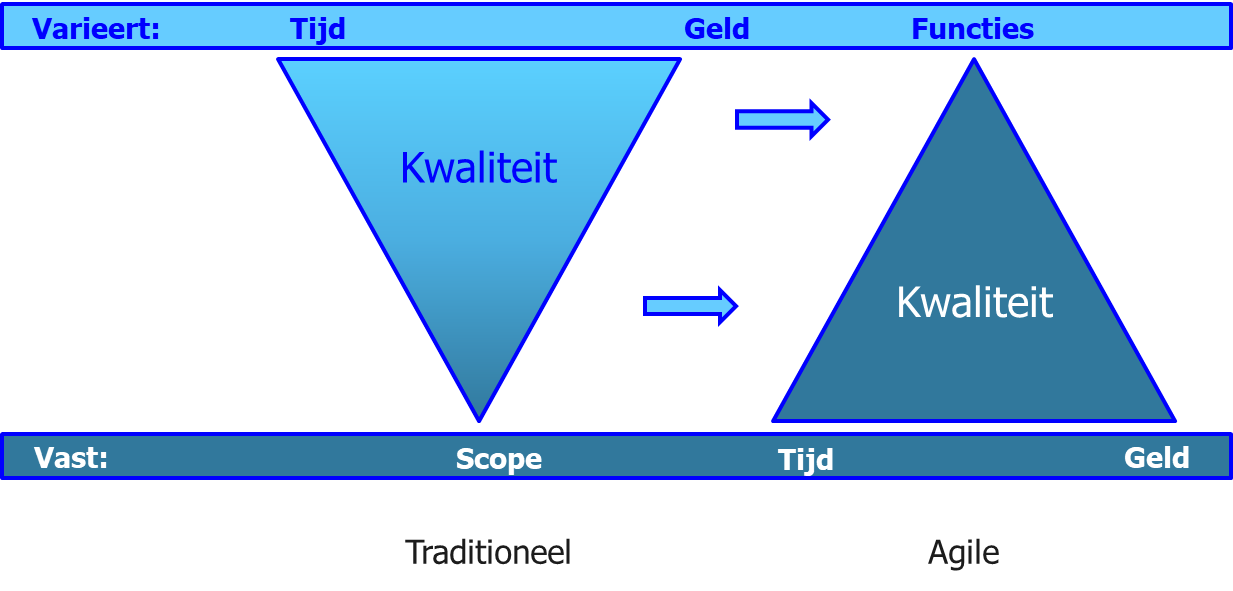 Varieert: Tijd Geld Functies
Kwaliteit
Kwaliteit
Vast: Scope Tijd Geld
Traditioneel Agile